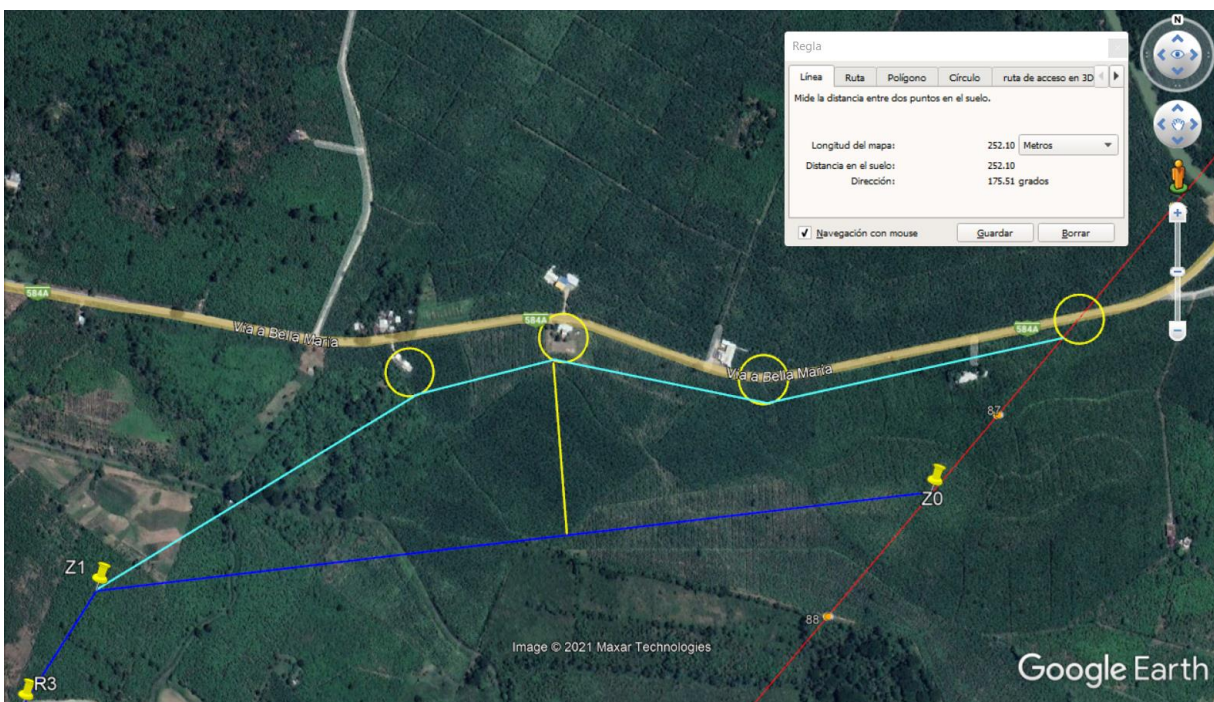 N
Regla
Línea Ruta Polígono Círculo ruta de acceso en 3D
Mide la distancia entre dos puntos en el suelo.
Longitud del mapa: 252.10 Metros
Distancia en el suelo: 252.10
Dirección: 175.51 grados
Navegación con mouse Guardar Borrar
584A
Vía a Bella María
584A
584A
Vía a Bella María
87
Z0
Z1
88
R3
Image © 2021 Maxar Technologies
Google Earth